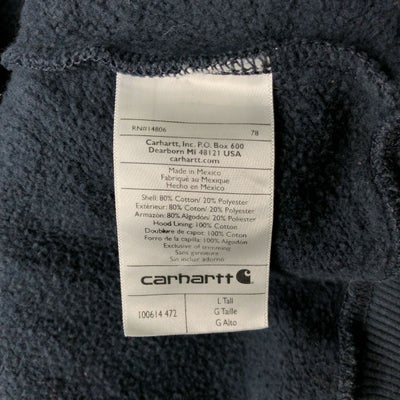 RN#14806 78
Carhartt, Inc. P.O. Box 600
Dearborn MI 48121 USA
carhartt.com
Made in Mexico
Fabriqué au Mexique
Hecho en Mexico
Shell: 80% Cotton/ 20% Polyester
Extérieur: 80% Coton/ 20% Polyester
Armazón: 80% Algodón/ 20% Polyester
Hood Lining: 100% Cotton
Doublure de capot: 100% Coton
Forro de la capilla: 100% Algodón
Exclusive of trimming
Sans garniture
Sin incluir adorno
carhartt
100614 472
L Tall
G Taille
G Alto